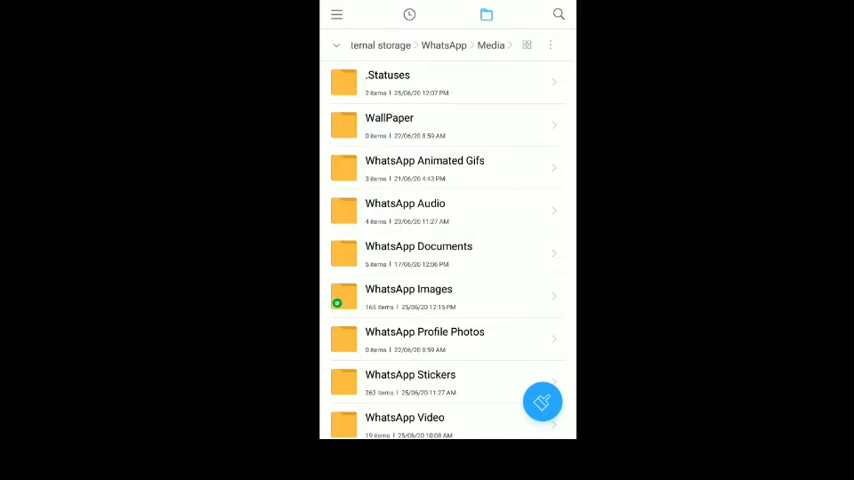 ternal storage WhatsApp Media
.Statuses
2 items | 25/06/20 12:07 PM
WallPaper
0 items | 22/06/20 8:59 AM
WhatsApp Animated Gifs
3 items | 21/06/20 4:43 PM
WhatsApp Audio
4 items | 23/06/20 11:27 AM
WhatsApp Documents
5 items | 17/06/20 12:06 PM
WhatsApp Images
165 items | 25/06/20 12:15 PM
WhatsApp Profile Photos
0 items | 22/06/20 8:59 AM
WhatsApp Stickers
263 items | 25/06/20 11:27 AM
WhatsApp Video
19 items | 25/06/20 10:08 AM